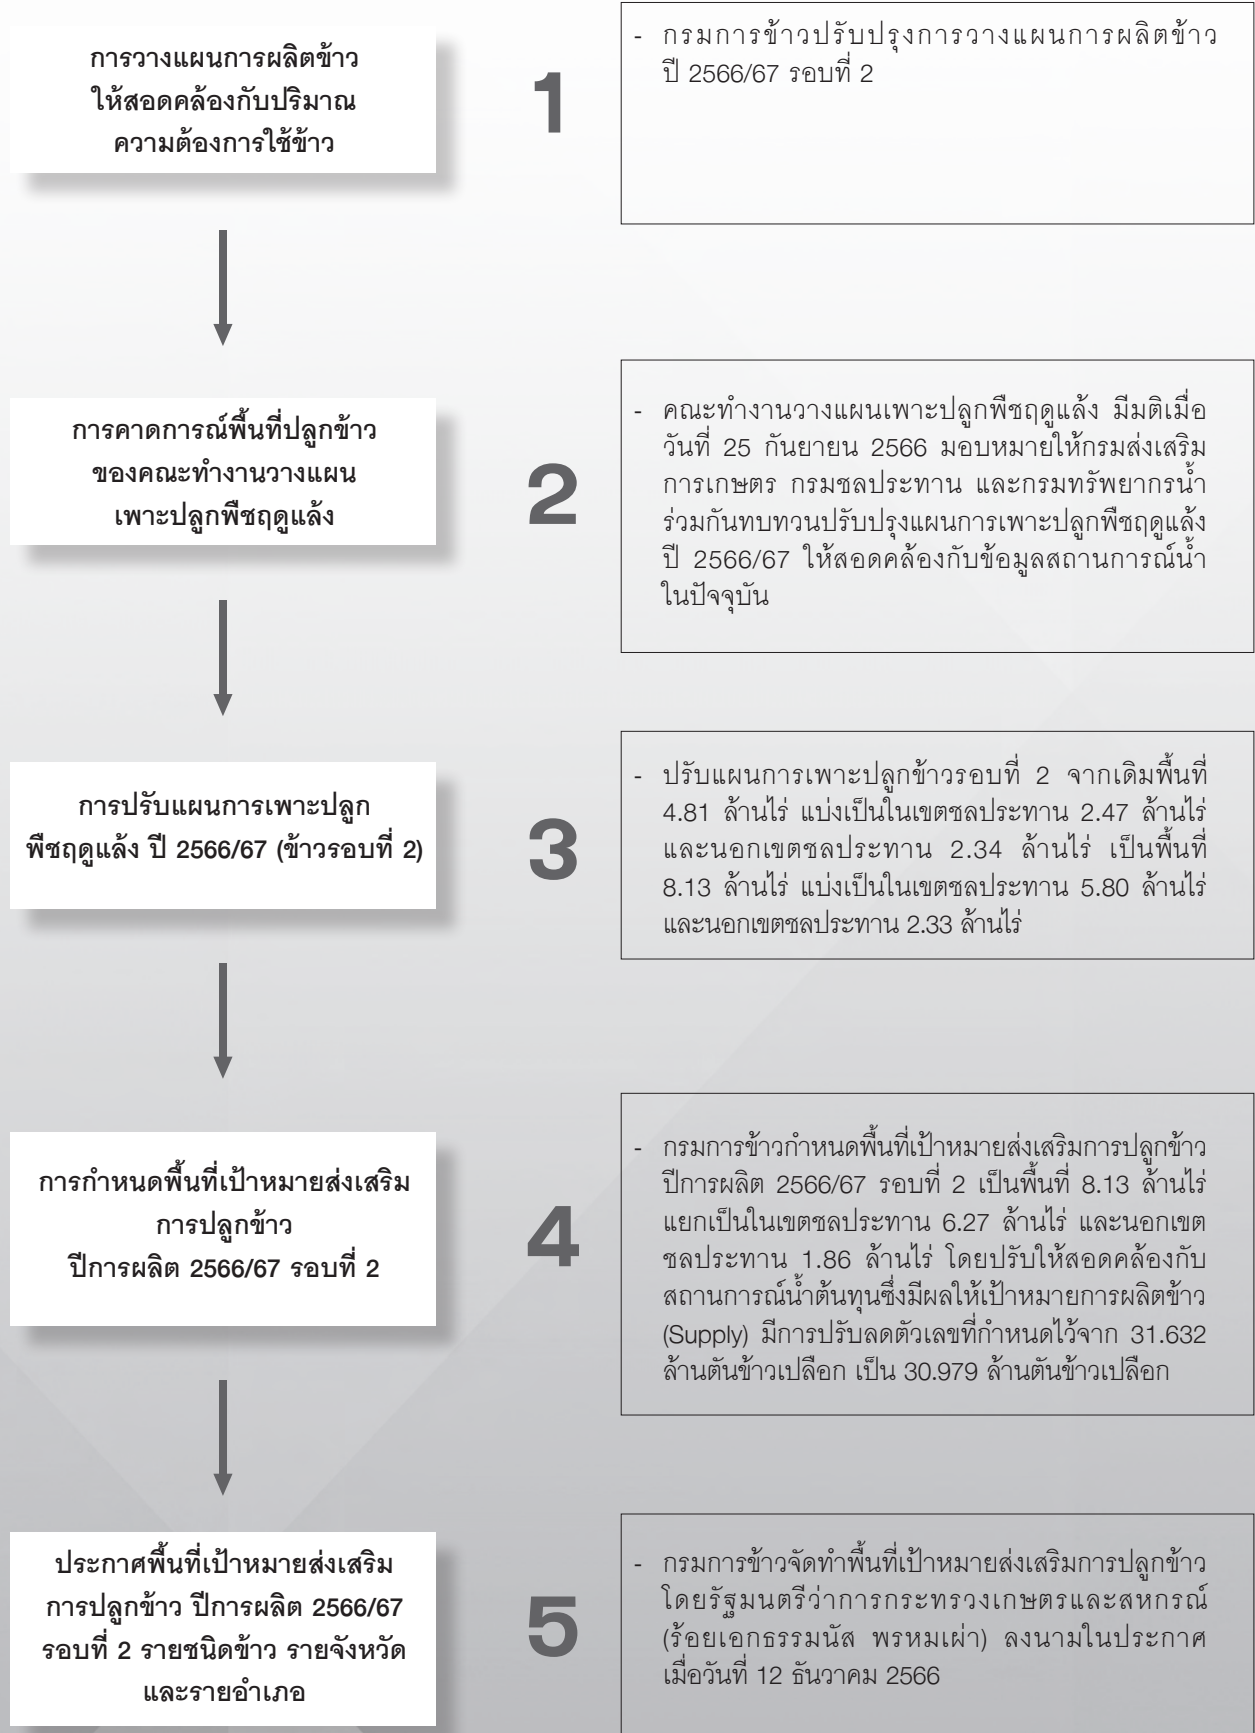 การวางแผนการผลิตข้าว
ให้สอดคล้องกับปริมาณ
ความต้องการใช้ข้าว
1
- กรมการข้าวปรับปรุงการวางแผนการผลิตข้าว
ปี 2566/67 รอบที่ 2
การคาดการณ์พื้นที่ปลูกข้าว
ของคณะทำงานวางแผน
เพาะปลูกพืชฤดูแล้ง
2
- คณะทำงานวางแผนเพาะปลูกพืชฤดูแล้ง มีมติเมื่อ
วันที่ 25 กันยายน 2566 มอบหมายให้กรมส่งเสริม
การเกษตร กรมชลประทาน และกรมทรัพยากรน้ำ
ร่วมกันทบทวนปรับปรุงแผนการเพาะปลูกพืชฤดูแล้ง
ปี 2566/67 ให้สอดคล้องกับข้อมูลสถานการณ์น้ำ
ในปัจจุบัน
การปรับแผนการเพาะปลูก
พืชฤดูแล้ง ปี 2566/67 (ข้าวรอบที่ 2)
3
- ปรับแผนการเพาะปลูกข้าวรอบที่ 2 จากเดิมพื้นที่
4.81 ล้านไร่ แบ่งเป็นในเขตชลประทาน 2.47 ล้านไร่
และนอกเขตชลประทาน 2.34 ล้านไร่ เป็นพื้นที่
8.13 ล้านไร่ แบ่งเป็นในเขตชลประทาน 5.80 ล้านไร่
และนอกเขตชลประทาน 2.33 ล้านไร่
การกำหนดพื้นที่เป้าหมายส่งเสริม
การปลูกข้าว
ปีการผลิต 2566/67 รอบที่ 2
4
- กรมการข้าวกำหนดพื้นที่เป้าหมายส่งเสริมการปลูกข้าว
ปีการผลิต 2566/67 รอบที่ 2 เป็นพื้นที่ 8.13 ล้านไร่
แยกเป็นในเขตชลประทาน 6.27 ล้านไร่ และนอกเขต
ชลประทาน 1.86 ล้านไร่ โดยปรับให้สอดคล้องกับ
สถานการณ์น้ำต้นทุนซึ่งมีผลให้เป้าหมายการผลิตข้าว
(Supply) มีการปรับลดตัวเลขที่กำหนดไว้จาก 31.632
ล้านตันข้าวเปลือก เป็น 30.979 ล้านตันข้าวเปลือก
ประกาศพื้นที่เป้าหมายส่งเสริม
การปลูกข้าว ปีการผลิต 2566/67
รอบที่ 2 รายชนิดข้าว รายจังหวัด
และรายอำเภอ
5
- กรมการข้าวจัดทำพื้นที่เป้าหมายส่งเสริมการปลูกข้าว
โดยรัฐมนตรีว่าการกระทรวงเกษตรและสหกรณ์
(ร้อยเอกธรรมนัส พรหมเผ่า) ลงนามในประกาศ
เมื่อวันที่ 12 ธันวาคม 2566